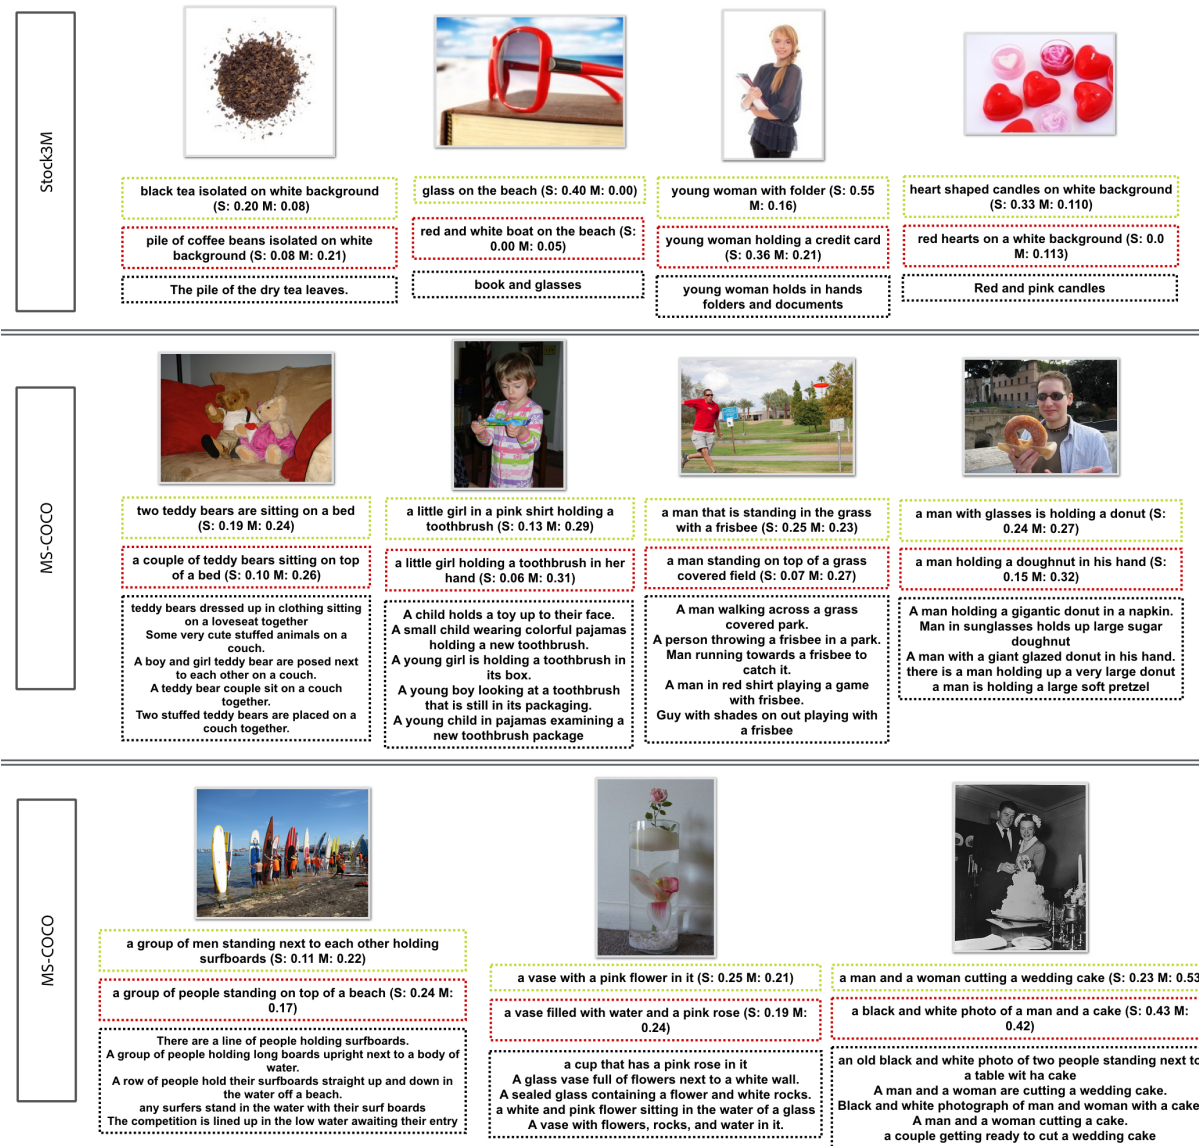 Stock3M
black tea isolated on white background
(S: 0.20 M: 0.08)
pile of coffee beans isolated on white
background (S: 0.08 M: 0.21)
The pile of the dry tea leaves.
glass on the beach (S: 0.40 M: 0.00)
red and white boat on the beach (S:
0.00 M: 0.05)
book and glasses
young woman with folder (S: 0.55
M: 0.16)
young woman holding a credit card
(S: 0.36 M: 0.21)
young woman holds in hands
folders and documents
heart shaped candles on white background
(S: 0.33 M: 0.110)
red hearts on a white background (S: 0.0
M: 0.113)
Red and pink candles
MS-COCO
two teddy bears are sitting on a bed
(S: 0.19 M: 0.24)
a couple of teddy bears sitting on top
of a bed (S: 0.10 M: 0.26)
teddy bears dressed up in clothing sitting
on a loveseat together
Some very cute stuffed animals on a
couch.
A boy and girl teddy bear are posed next
to each other on a couch.
A teddy bear couple sit on a couch
together.
Two stuffed teddy bears are placed on a
couch together.
a little girl in a pink shirt holding a
toothbrush (S: 0.13 M: 0.29)
a little girl holding a toothbrush in her
hand (S: 0.06 M: 0.31)
A child holds a toy up to their face.
A small child wearing colorful pajamas
holding a new toothbrush.
A young girl is holding a toothbrush in
its box.
A young boy looking at a toothbrush
that is still in its packaging.
A young child in pajamas examining a
new toothbrush package
a man that is standing in the grass
with a frisbee (S: 0.25 M: 0.23)
a man standing on top of a grass
covered field (S: 0.07 M: 0.27)
A man walking across a grass
covered park.
A person throwing a frisbee in a park.
Man running towards a frisbee to
catch it.
A man in red shirt playing a game
with frisbee.
Guy with shades on out playing with
a frisbee
a man with glasses is holding a donut (S:
0.24 M: 0.27)
a man holding a doughnut in his hand (S:
0.15 M: 0.32)
A man holding a gigantic donut in a napkin.
Man in sunglasses holds up large sugar
doughnut
A man with a giant glazed donut in his hand.
there is a man holding up a very large donut
a man is holding a large soft pretzel
MS-COCO
a group of men standing next to each other holding
surfboards (S: 0.11 M: 0.22)
a group of people standing on top of a beach (S: 0.24 M:
0.17)
There are a line of people holding surfboards.
A group of people holding long boards upright next to a body of
water.
A row of people hold their surfboards straight up and down in
the water off a beach.
any surfers stand in the water with their surf boards
The competition is lined up in the low water awaiting their entry
a vase with a pink flower in it (S: 0.25 M: 0.21)
a vase filled with water and a pink rose (S: 0.19 M:
0.24)
a cup that has a pink rose in it
A glass vase full of flowers next to a white wall.
A sealed glass containing a flower and white rocks.
a white and pink flower sitting in the water of a glass
A vase with flowers, rocks, and water in it.
a man and a woman cutting a wedding cake (S: 0.23 M: 0.53
a black and white photo of a man and a cake (S: 0.43 M:
0.42)
an old black and white photo of two people standing next to
a table wit ha cake
A man and a woman are cutting a wedding cake.
Black and white photograph of man and woman with a cake
A man and a woman cutting a cake.
a couple getting ready to cut a wedding cake